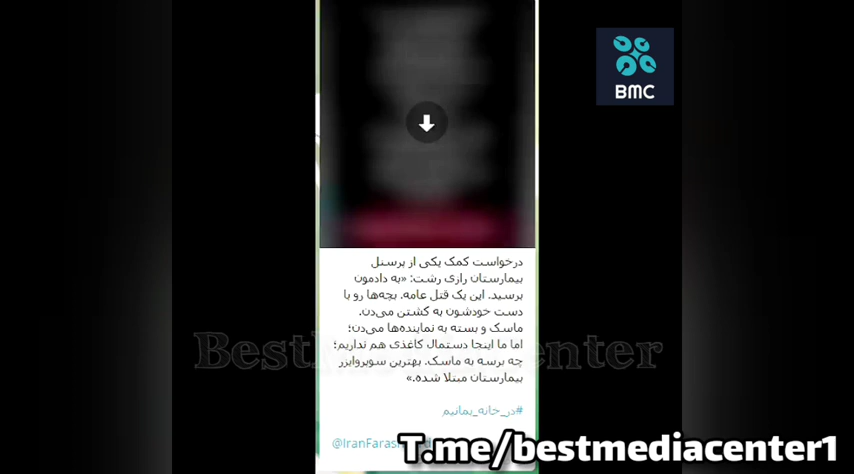 BMC
درخواست کمک یکی از پرسنل
بیمارستان رازی رشت: «به دادمون
برسید. این یک قتل عامه. بچه‌ها رو با
دست خودشون به کشتن می‌دن.
ماسک و بسته به نماینده‌ها می‌دن؛
اما ما اینجا دستمال کاغذی هم نداریم؛
چه برسه به ماسک. بهترین سوپروایزر
بیمارستان مبتلا شده.»
#در_خانه_بمانیم
T.me/bestmediacenter1